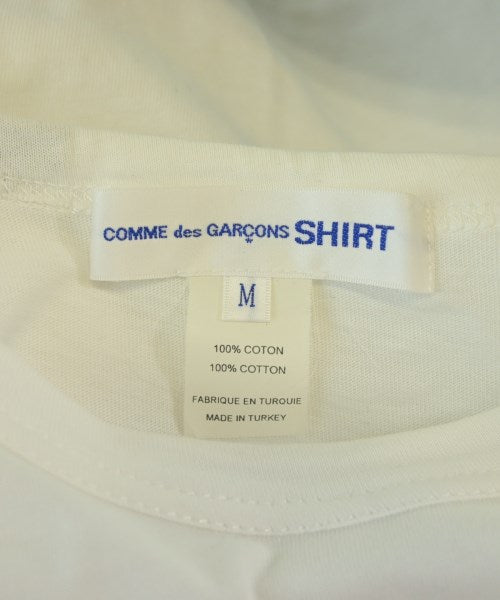 COMME des GARÇONS SHIRT
M
100% COTON
100% COTTON
FABRIQUE EN TURQUIE
MADE IN TURKEY